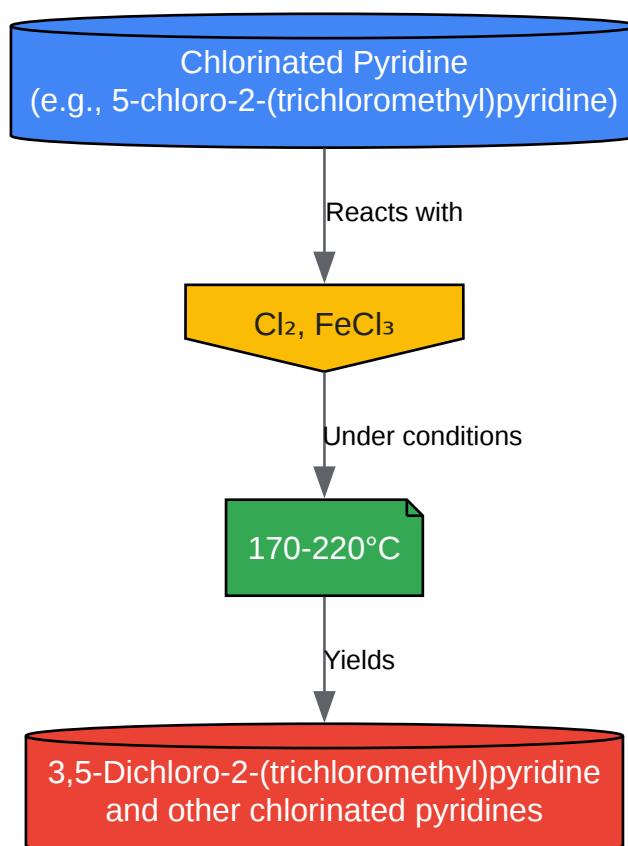 Chlorinated Pyridine
(e.g., 5-chloro-2-(trichloromethyl)pyridine)
Reacts with
Cl₂, FeCl₃
Under conditions
170-220°C
Yields
3,5-Dichloro-2-(trichloromethyl)pyridine
and other chlorinated pyridines